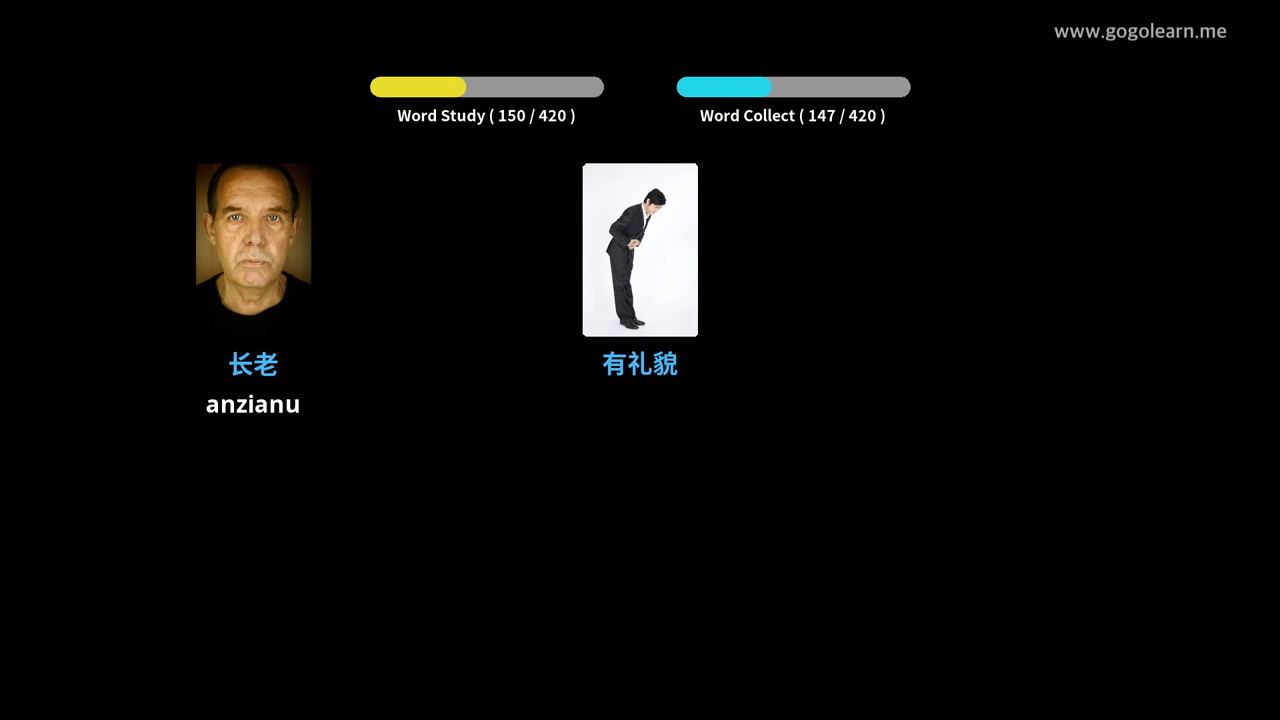 www.gogolearn.me
Word Study ( 150 / 420 )
Word Collect ( 147 / 420 )
长老
有礼貌
anzianu